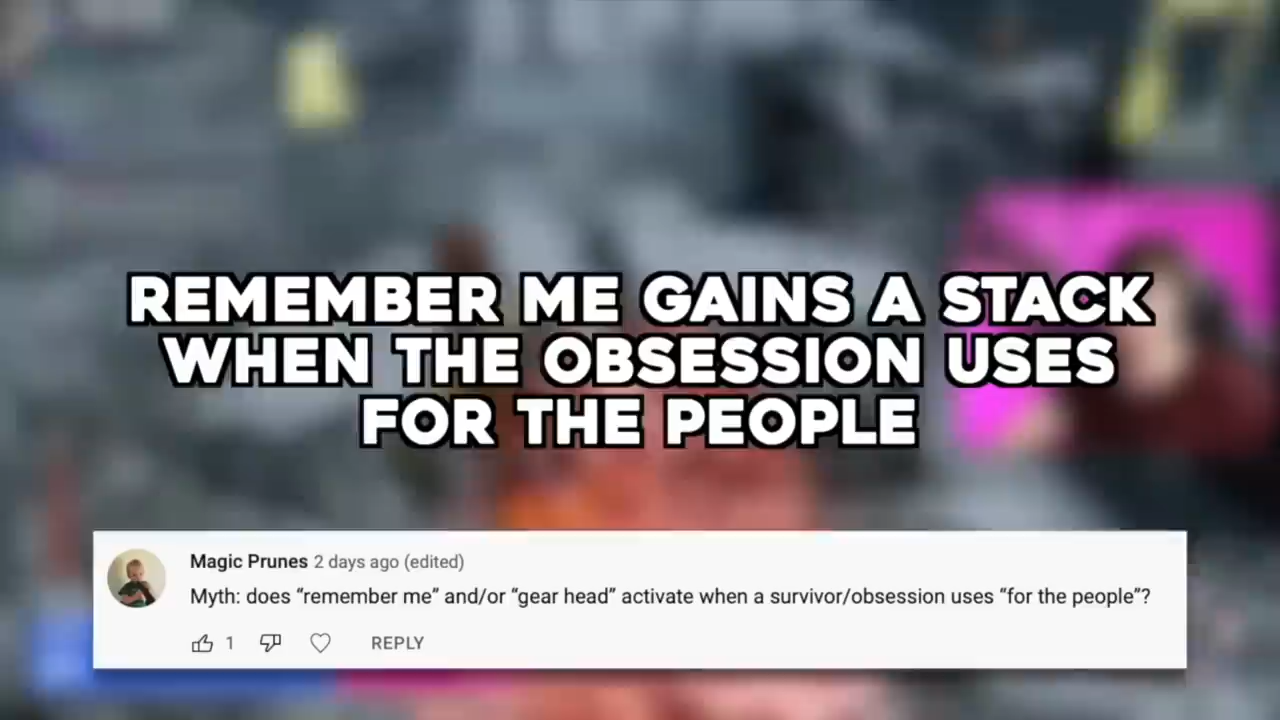 REMEMBER ME GAINS A STACK
WHEN THE OBSESSION USES
FOR THE PEOPLE
Magic Prunes 2 days ago (edited)
Myth: does “remember me” and/or “gear head” activate when a survivor/obsession uses “for the people”?
1 REPLY